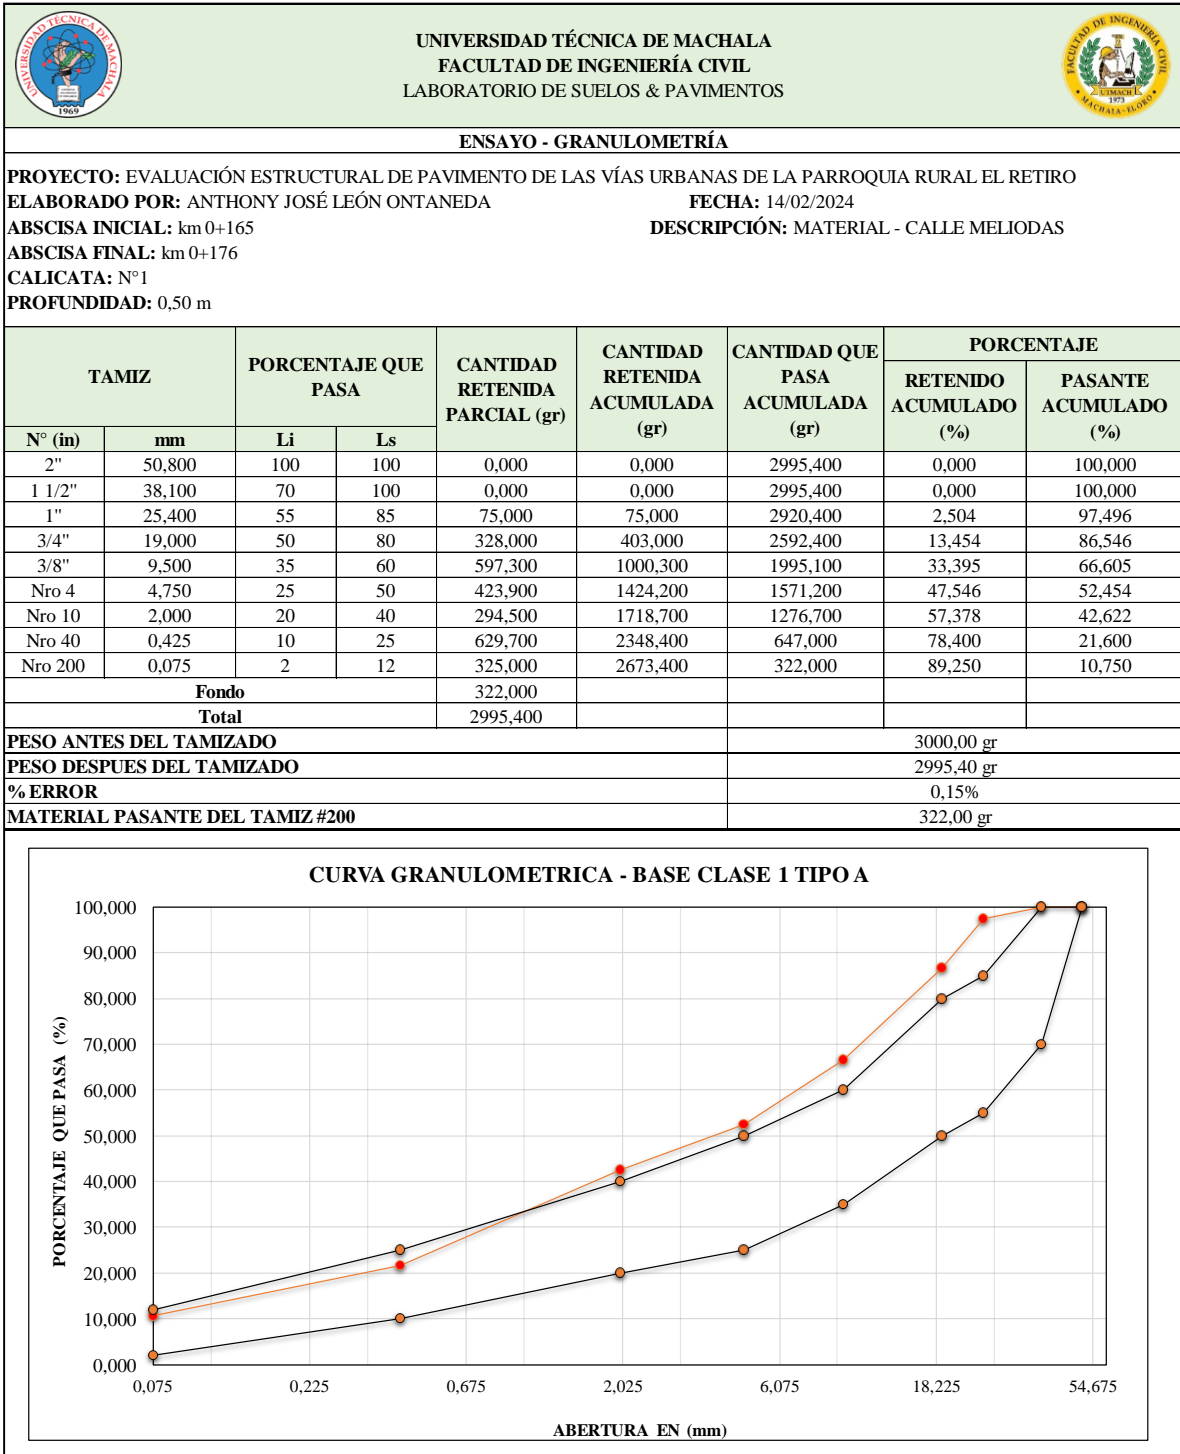 UNIVERSIDAD TÉCNICA DE MACHALA
1969
UNIVERSIDAD TÉCNICA DE MACHALA
FACULTAD DE INGENIERÍA CIVIL
LABORATORIO DE SUELOS & PAVIMENTOS
FACULTAD DE INGENIERÍA CIVIL
UTMACH
1973
MACHALA-EL ORO
ENSAYO - GRANULOMETRÍA
PROYECTO: EVALUACIÓN ESTRUCTURAL DE PAVIMENTO DE LAS VÍAS URBANAS DE LA PARROQUIA RURAL EL RETIRO
ELABORADO POR: ANTHONY JOSÉ LEÓN ONTANEDA FECHA: 14/02/2024
ABSCISA INICIAL: km 0+165 DESCRIPCIÓN: MATERIAL - CALLE MELIODAS
ABSCISA FINAL: km 0+176
CALICATA: N°1
PROFUNDIDAD: 0,50 m
TAMIZ
PORCENTAJE QUE
PASA
CANTIDAD
RETENIDA
PARCIAL (gr)
CANTIDAD
RETENIDA
ACUMULADA
(gr)
CANTIDAD QUE
PASA
ACUMULADA
(gr)
PORCENTAJE
RETENIDO
ACUMULADO
(%)
PASANTE
ACUMULADO
(%)
N° (in) mm Li Ls
2" 50,800 100 100 0,000 0,000 2995,400 0,000 100,000
1 1/2" 38,100 70 100 0,000 0,000 2995,400 0,000 100,000
1" 25,400 55 85 75,000 75,000 2920,400 2,504 97,496
3/4" 19,000 50 80 328,000 403,000 2592,400 13,454 86,546
3/8" 9,500 35 60 597,300 1000,300 1995,100 33,395 66,605
Nro 4 4,750 25 50 423,900 1424,200 1571,200 47,546 52,454
Nro 10 2,000 20 40 294,500 1718,700 1276,700 57,378 42,622
Nro 40 0,425 10 25 629,700 2348,400 647,000 78,400 21,600
Nro 200 0,075 2 12 325,000 2673,400 322,000 89,250 10,750
Fondo 322,000
Total 2995,400
PESO ANTES DEL TAMIZADO 3000,00 gr
PESO DESPUES DEL TAMIZADO 2995,40 gr
% ERROR 0,15%
MATERIAL PASANTE DEL TAMIZ #200 322,00 gr
CURVA GRANULOMETRICA - BASE CLASE 1 TIPO A
PORCENTAJE QUE PASA (%)
100,000
90,000
80,000
70,000
60,000
50,000
40,000
30,000
20,000
10,000
0,000
0,075 0,225 0,675 2,025 6,075 18,225 54,675
ABERTURA EN (mm)